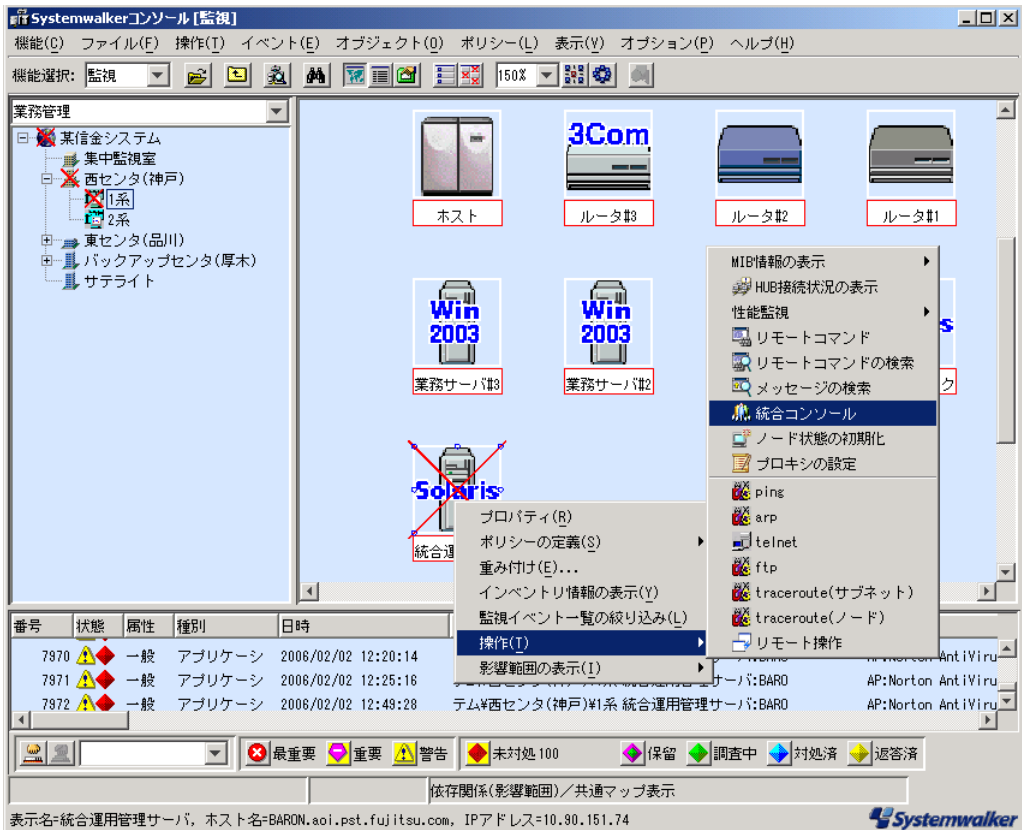 Systemwalkerコンソール [監視]
機能(C) ファイル(F) 操作(T) イベント(E) オブジェクト(O) ポリシー(L) 表示(V) オプション(P) ヘルプ(H)
機能選択: 監視 150%
業務管理
某信金システム
集中監視室
西センタ(神戸)
1系
2系
東センタ(品川)
バックアップセンタ(厚木)
サテライト
3Com
ホスト ルータ#3 ルータ#2 ルータ#1
Win 2003 Win 2003 s
業務サーバ#3 業務サーバ#2 ク
Solaris
統合運
プロパティ(R)
ポリシーの定義(S)
重み付け(E)...
インベントリ情報の表示(Y)
監視イベント一覧の絞り込み(L)
操作(T)
影響範囲の表示(I)
MIB情報の表示
HUB接続状況の表示
性能監視
リモートコマンド
リモートコマンドの検索
メッセージの検索
統合コンソール
ノード状態の初期化
プロキシの設定
ping
arp
telnet
ftp
traceroute(サブネット)
traceroute(ノード)
リモート操作
番号 状態 属性 種別 日時
7970 一般 アプリケーシ 2006/02/02 12:20:14 ーバ:BARO AP:Norton AntiViru
7971 一般 アプリケーシ 2006/02/02 12:25:16 サーバ:BARO AP:Norton AntiViru
7972 一般 アプリケーシ 2006/02/02 12:49:28 テム¥西センタ(神戸)¥1系 統合運用管理サーバ:BARO AP:Norton AntiViru
最重要 重要 警告 未対処100 保留 調査中 対処済 返答済
依存関係(影響範囲)/共通マップ表示
表示名=統合運用管理サーバ, ホスト名=BARON.aoi.pst.fujitsu.com, IPアドレス=10.90.151.74
Systemwalker